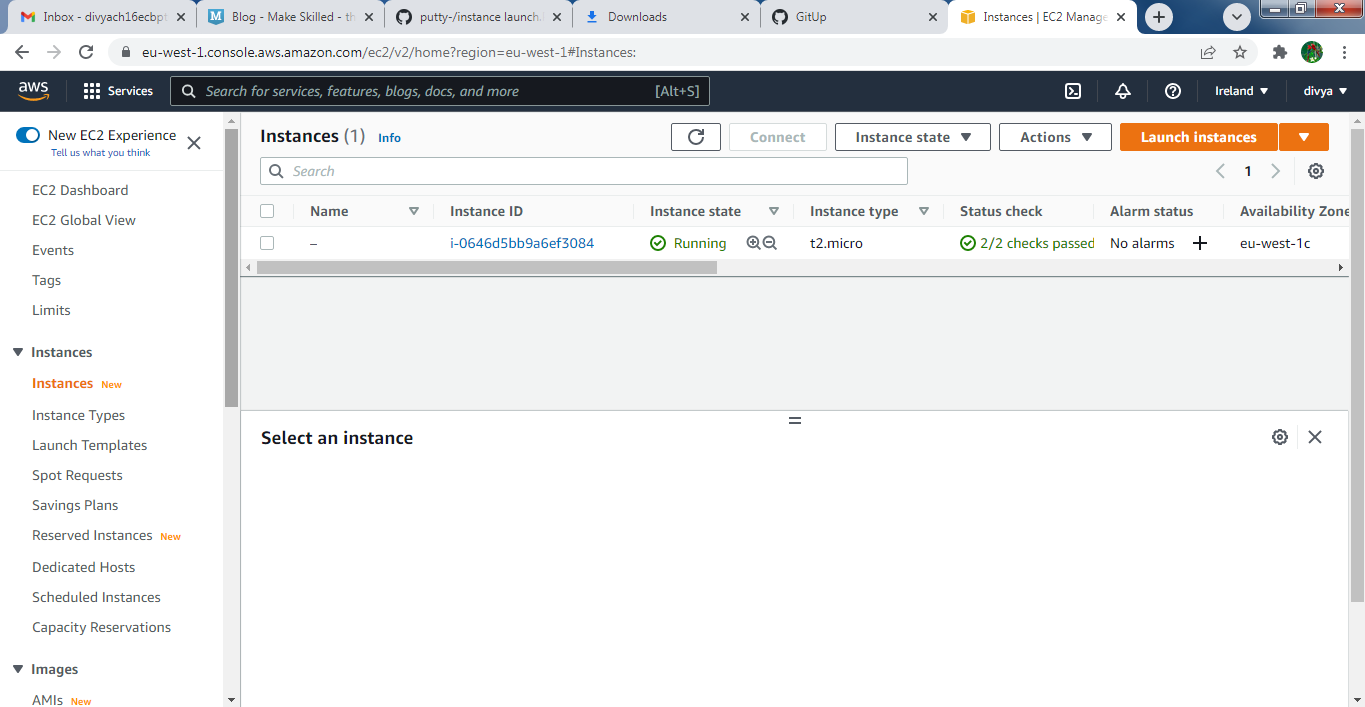 Inbox - divyach16ecbpt
Blog - Make Skilled - th
putty-/instance launch.
Downloads
GitUp
Instances | EC2 Manage
eu-west-1.console.aws.amazon.com/ec2/v2/home?region=eu-west-1#Instances:
aws
Services
Search for services, features, blogs, docs, and more
[Alt+S]
Ireland
divya
New EC2 Experience
Tell us what you think
EC2 Dashboard
EC2 Global View
Events
Tags
Limits
Instances
Instances New
Instance Types
Launch Templates
Spot Requests
Savings Plans
Reserved Instances New
Dedicated Hosts
Scheduled Instances
Capacity Reservations
Images
AMIs New
Instances (1) Info
Connect
Instance state
Actions
Launch instances
Search
1
Name Instance ID Instance state Instance type Status check Alarm status Availability Zone
– i-0646d5bb9a6ef3084 Running t2.micro 2/2 checks passed No alarms + eu-west-1c
Select an instance